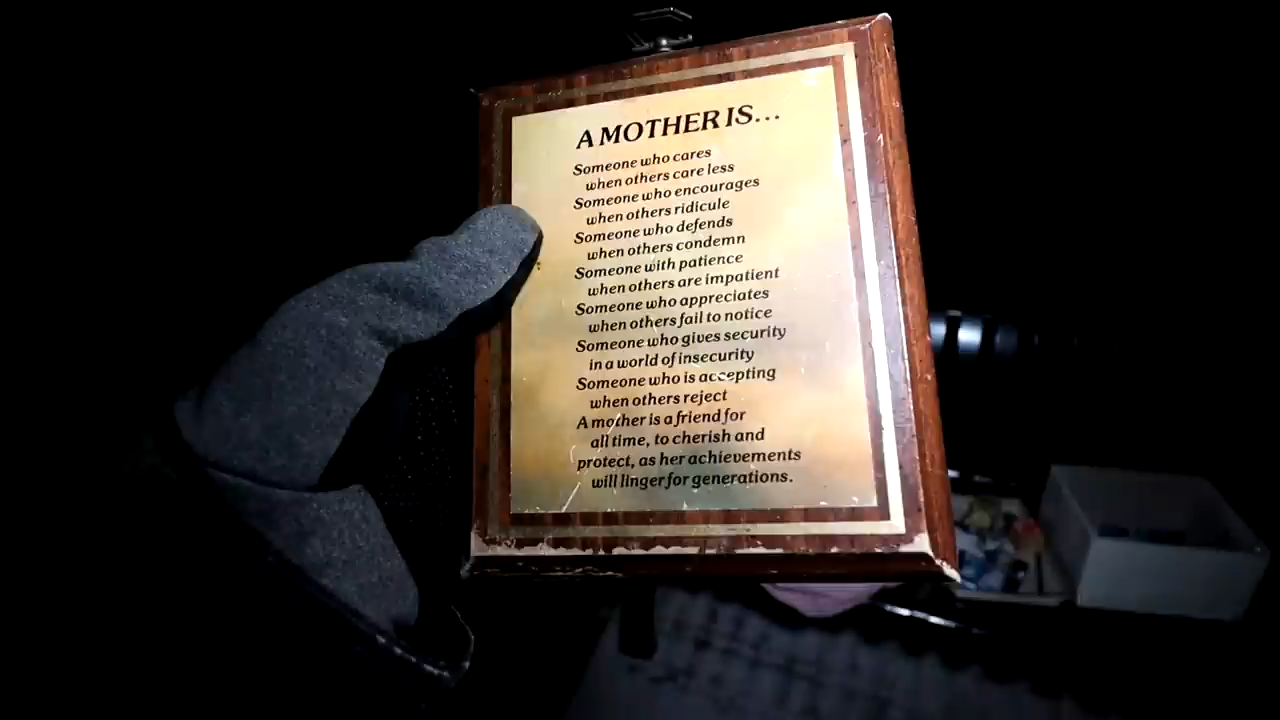 A MOTHER IS...
Someone who cares
when others care less
Someone who encourages
when others ridicule
Someone who defends
when others condemn
Someone with patience
when others are impatient
Someone who appreciates
when others fail to notice
Someone who gives security
in a world of insecurity
Someone who is accepting
when others reject
A mother is a friend for
all time, to cherish and
protect, as her achievements
will linger for generations.